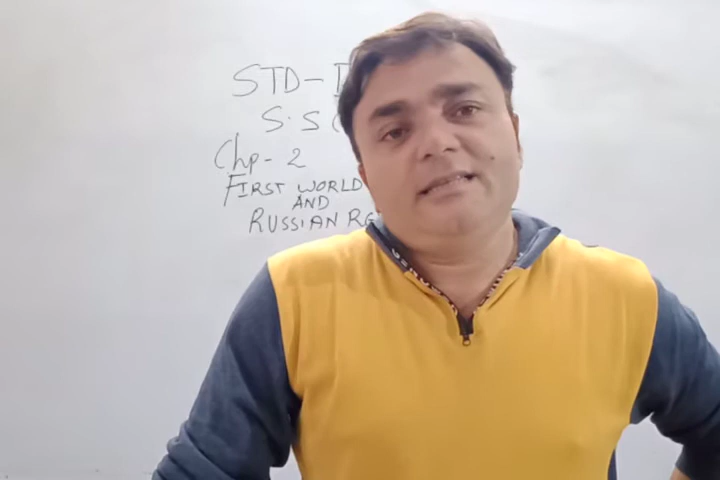 STD-
S.S
Chp-2
FIRST WORLD
AND
RUSSIAN